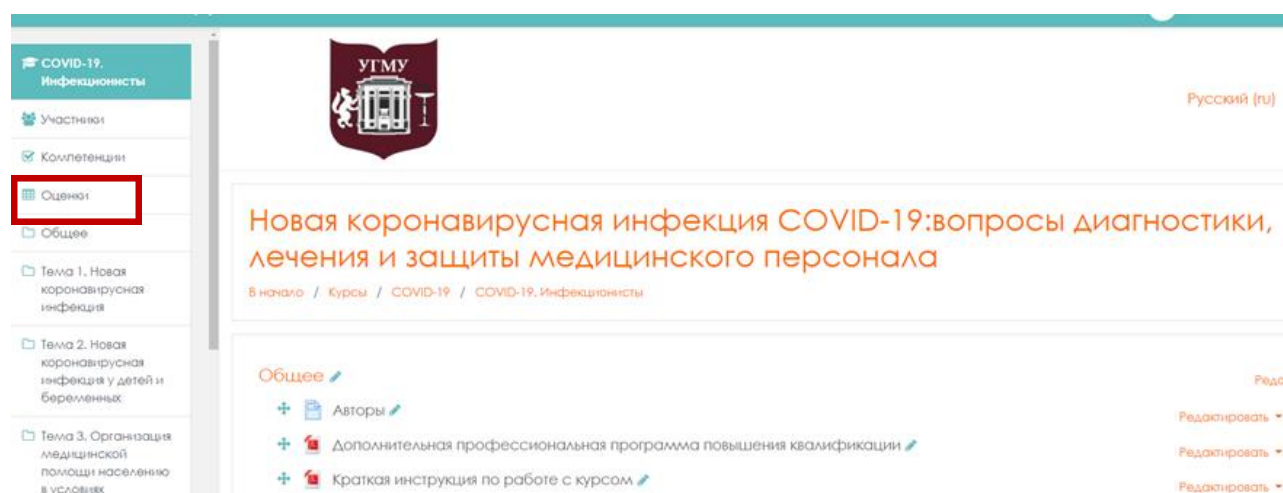 COVID-19.
Инфекционисты
Участники
Компетенции
Оценки
Общее
Тема 1. Новая
коронавирусная
инфекция
Тема 2. Новая
коронавирусная
инфекция у детей и
беременных
Тема 3. Организация
медицинской
помощи населению
в условиях
УГМУ
Русский (ru)
Новая коронавирусная инфекция COVID-19:вопросы диагностики,
лечения и защиты медицинского персонала
В начало / Курсы / COVID-19 / COVID-19. Инфекционисты
Общее
Реда
Авторы
Редактировать
Дополнительная профессиональная программа повышения квалификации
Редактировать
Краткая инструкция по работе с курсом
Редактировать